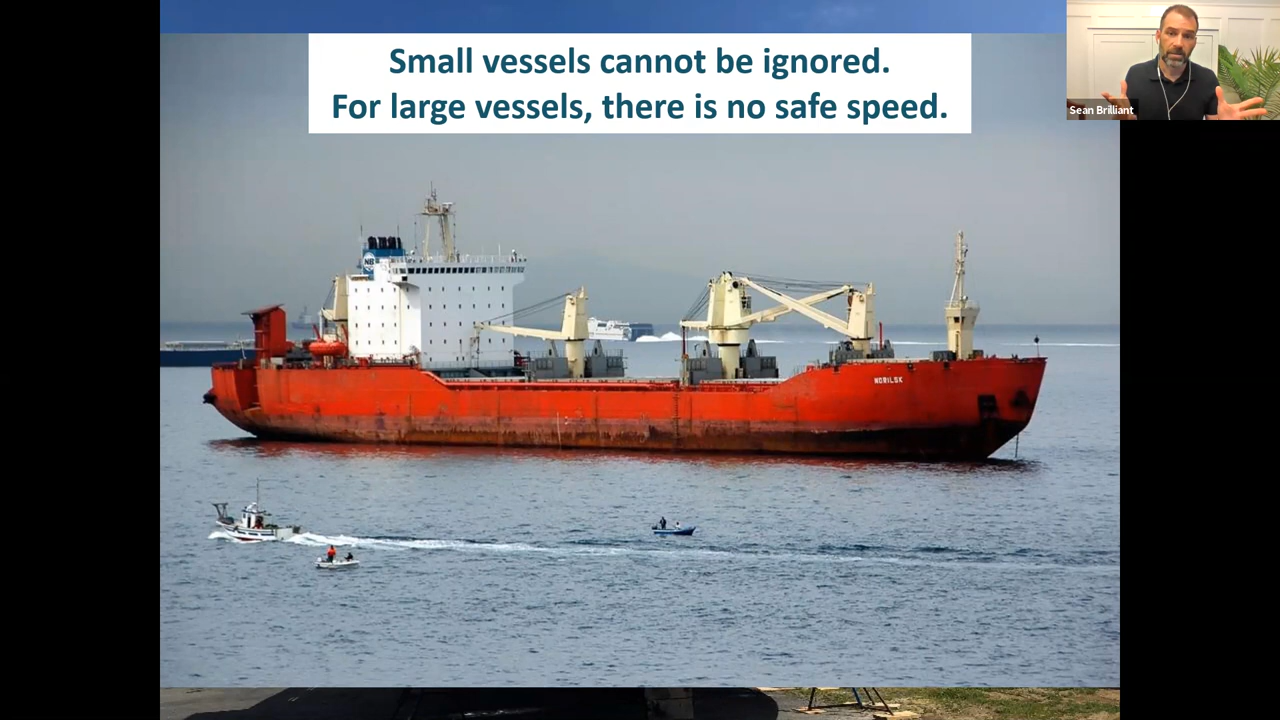 Small vessels cannot be ignored.
For large vessels, there is no safe speed.
Sean Brilliant
NB
NORILSK